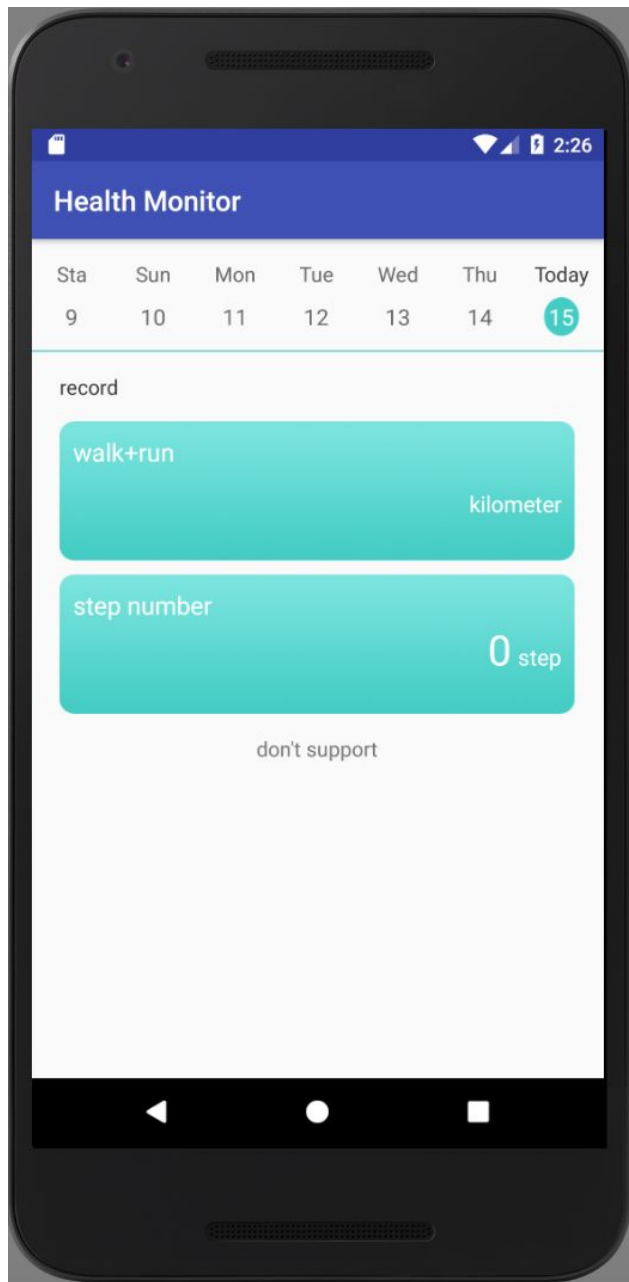 2:26
Health Monitor
Sta Sun Mon Tue Wed Thu Today
9 10 11 12 13 14 15
record
walk+run
kilometer
step number
0 step
don't support